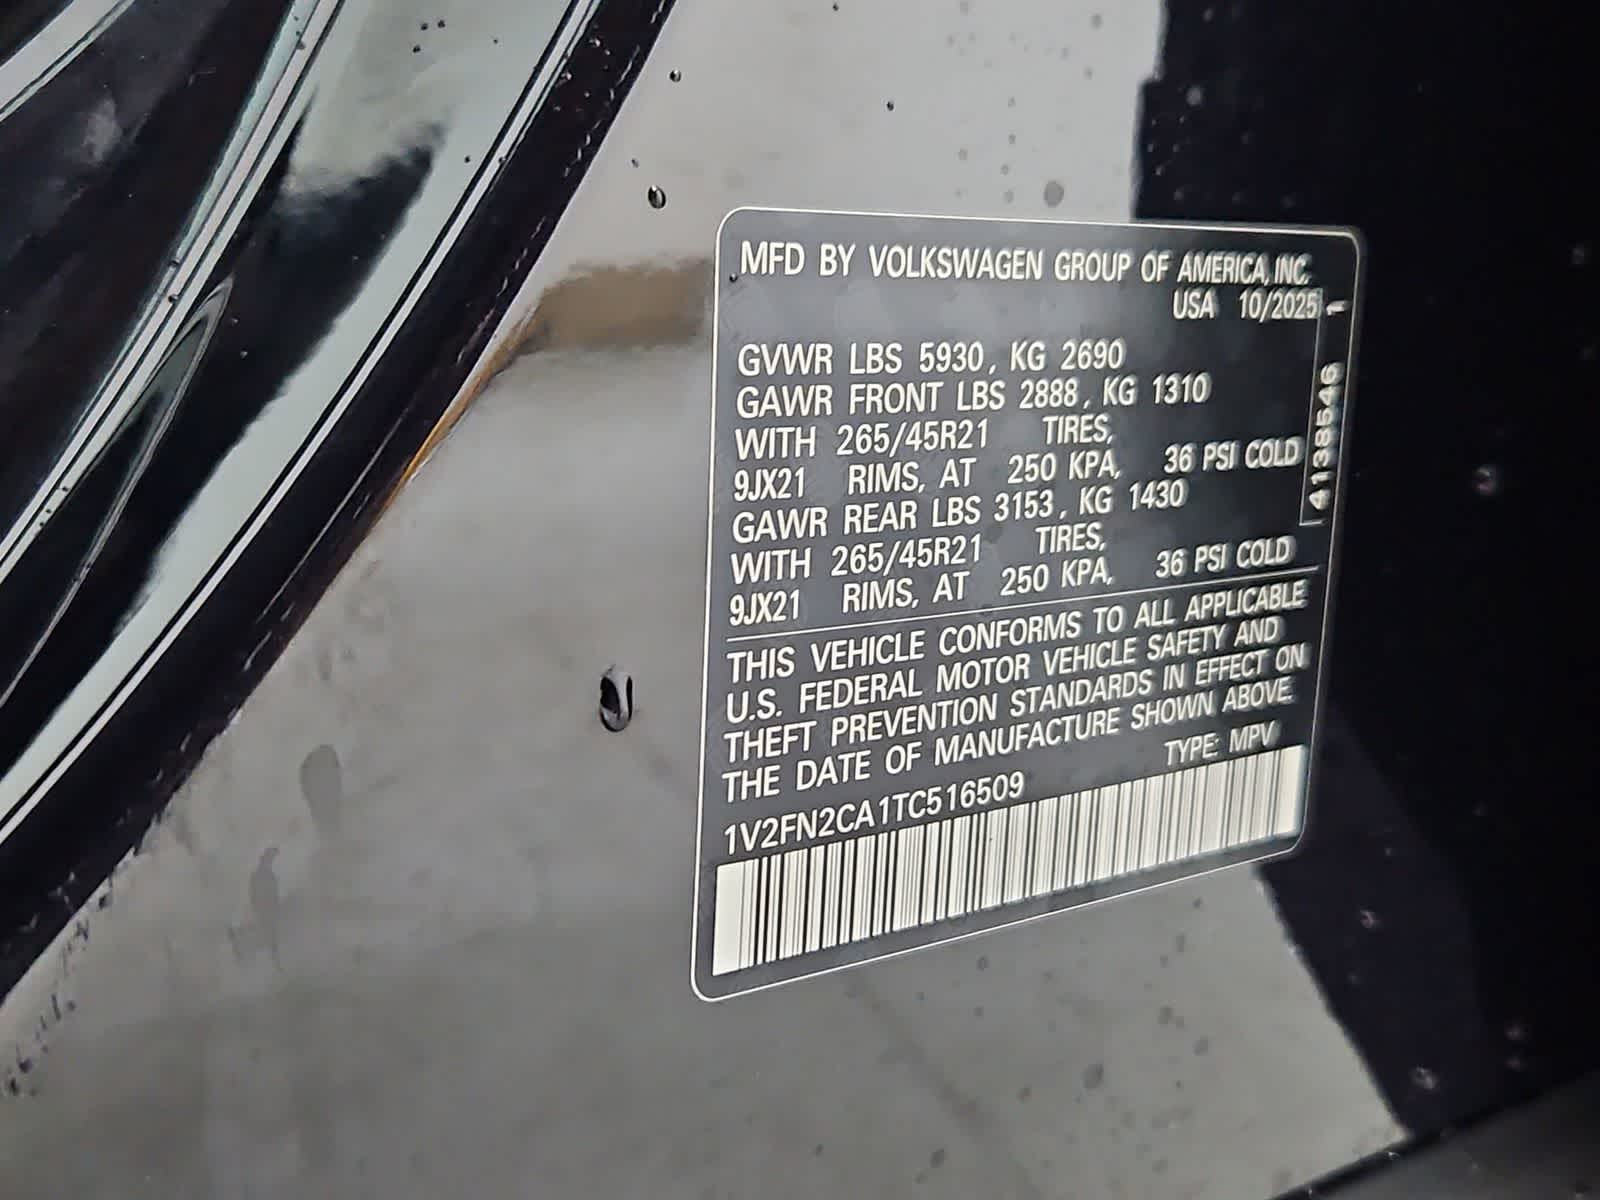 MFD BY VOLKSWAGEN GROUP OF AMERICA, INC.
USA 10/2025
GVWR LBS 5930, KG 2690
GAWR FRONT LBS 2888, KG 1310
WITH 265/45R21 TIRES,
9JX21 RIMS, AT 250 KPA, 36 PSI COLD
GAWR REAR LBS 3153, KG 1430
WITH 265/45R21 TIRES,
9JX21 RIMS, AT 250 KPA, 36 PSI COLD
THIS VEHICLE CONFORMS TO ALL APPLICABLE
U.S. FEDERAL MOTOR VEHICLE SAFETY AND
THEFT PREVENTION STANDARDS IN EFFECT ON
THE DATE OF MANUFACTURE SHOWN ABOVE.
TYPE: MPV
1V2FN2CA1TC516509
4138546 1